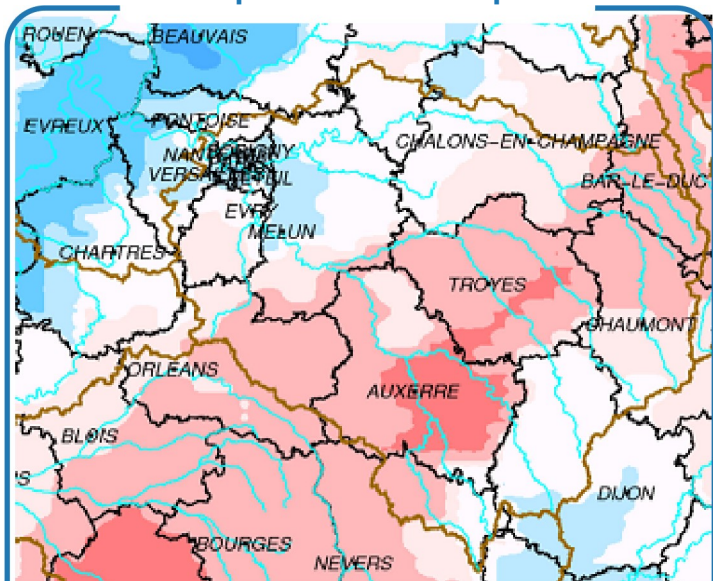 ROUEN
BEAUVAIS
EVREUX
PONTOISE
CHALONS-EN-CHAMPAGNE
BAR-LE-DUC
EVRY
MELUN
CHARTRES
TROYES
CHAUMONT
ORLEANS
AUXERRE
BLOIS
DIJON
BOURGES
NEVERS